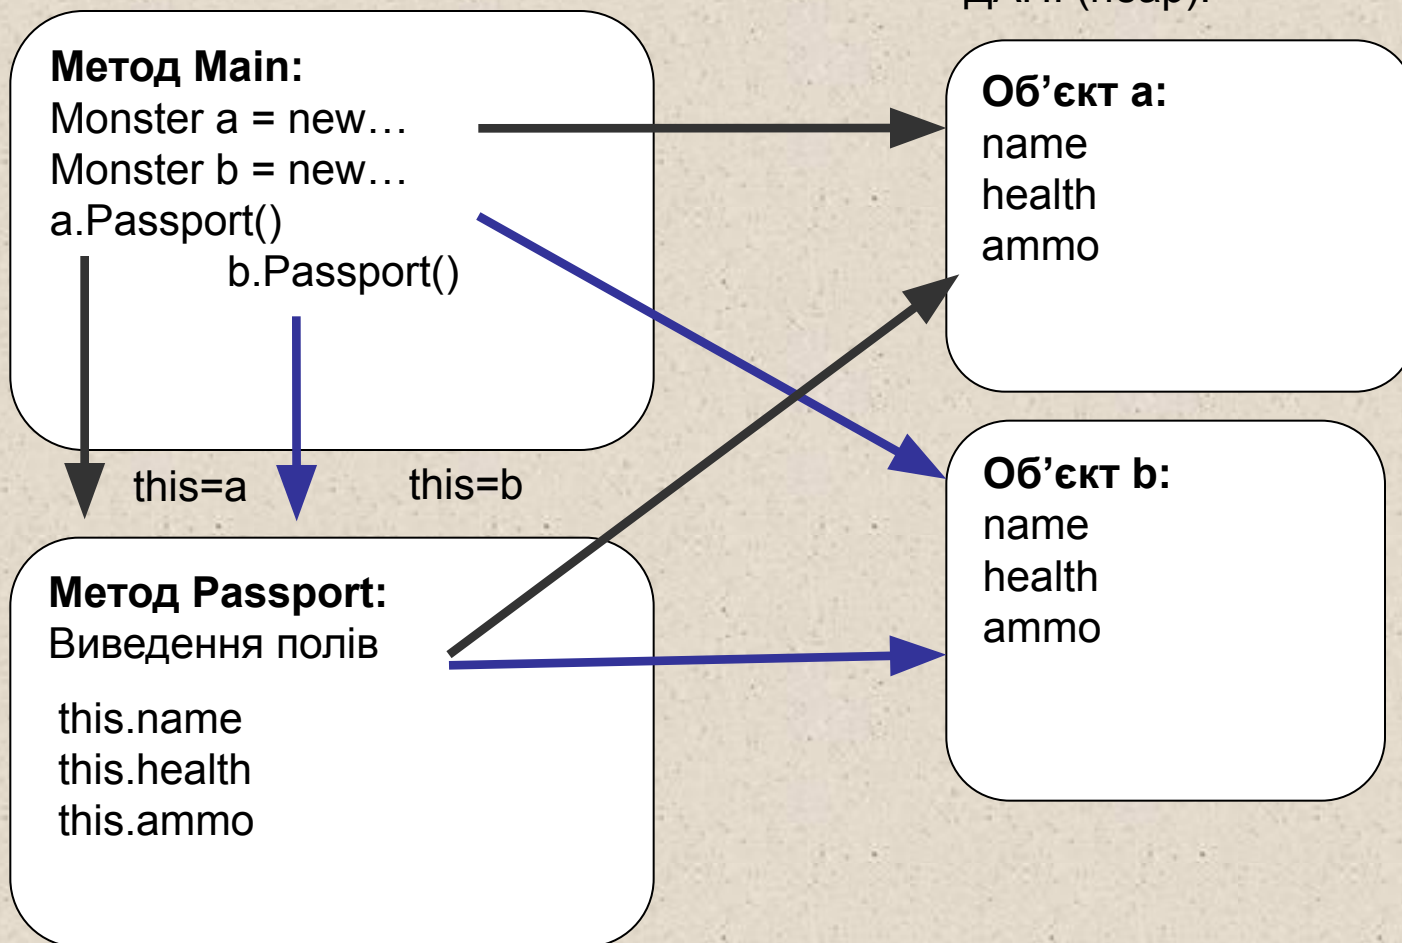 Метод Main:
Monster a = new…
Monster b = new…
a.Passport()
b.Passport()
this=a
this=b
Метод Passport:
Виведення полів
this.name
this.health
this.ammo
(heap):
Об’єкт a:
name
health
ammo
Об’єкт b:
name
health
ammo